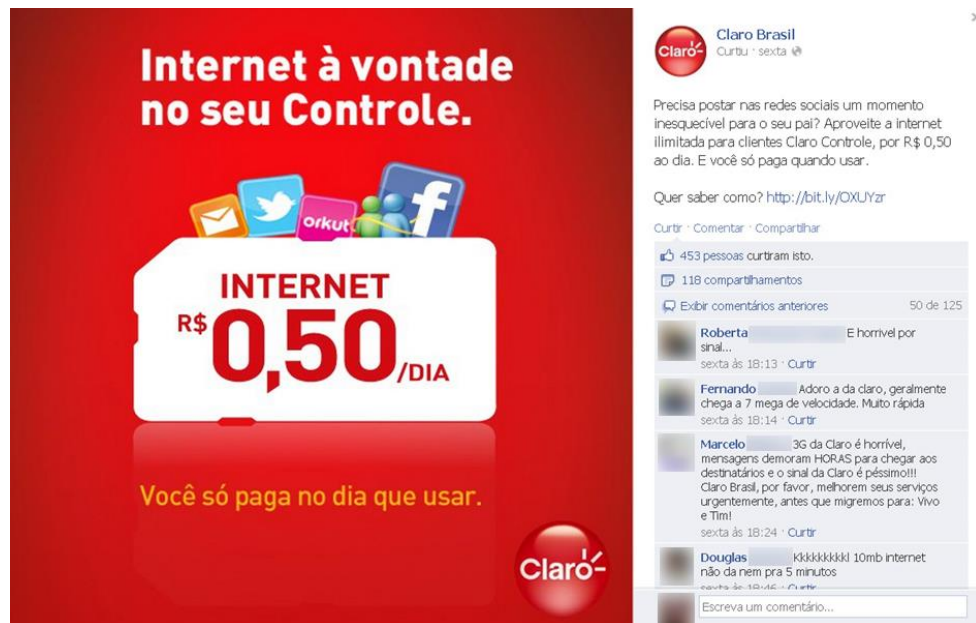 Internet à vontade
no seu Controle.
orkut
INTERNET
R$ 0,50/DIA
Você só paga no dia que usar.
Claro
Claro
Claro Brasil
Curtiu · sexta
Precisa postar nas redes sociais um momento
inesquecível para o seu pai? Aproveite a internet
ilimitada para clientes Claro Controle, por R$ 0,50
ao dia. E você só paga quando usar.
Quer saber como? http://bit.ly/OXUYzr
Curtir · Comentar · Compartilhar
453 pessoas curtiram isto.
118 compartilhamentos
Exibir comentários anteriores 50 de 125
Roberta E horrivel por
sinal...
sexta às 18:13 · Curtir
Fernando Adoro a da claro, geralmente
chega a 7 mega de velocidade. Muito rápida
sexta às 18:14 · Curtir
Marcelo 3G da Claro é horrível,
mensagens demoram HORAS para chegar aos
destinatários e o sinal da Claro é péssimo!!!
Claro Brasil, por favor, melhorem seus serviços
urgentemente, antes que migremos para: Vivo
e Tim!
sexta às 18:24 · Curtir
Douglas Kkkkkkkkkl 10mb internet
não da nem pra 5 minutos
sexta às 18:46 · Curtir
Escreva um comentário...